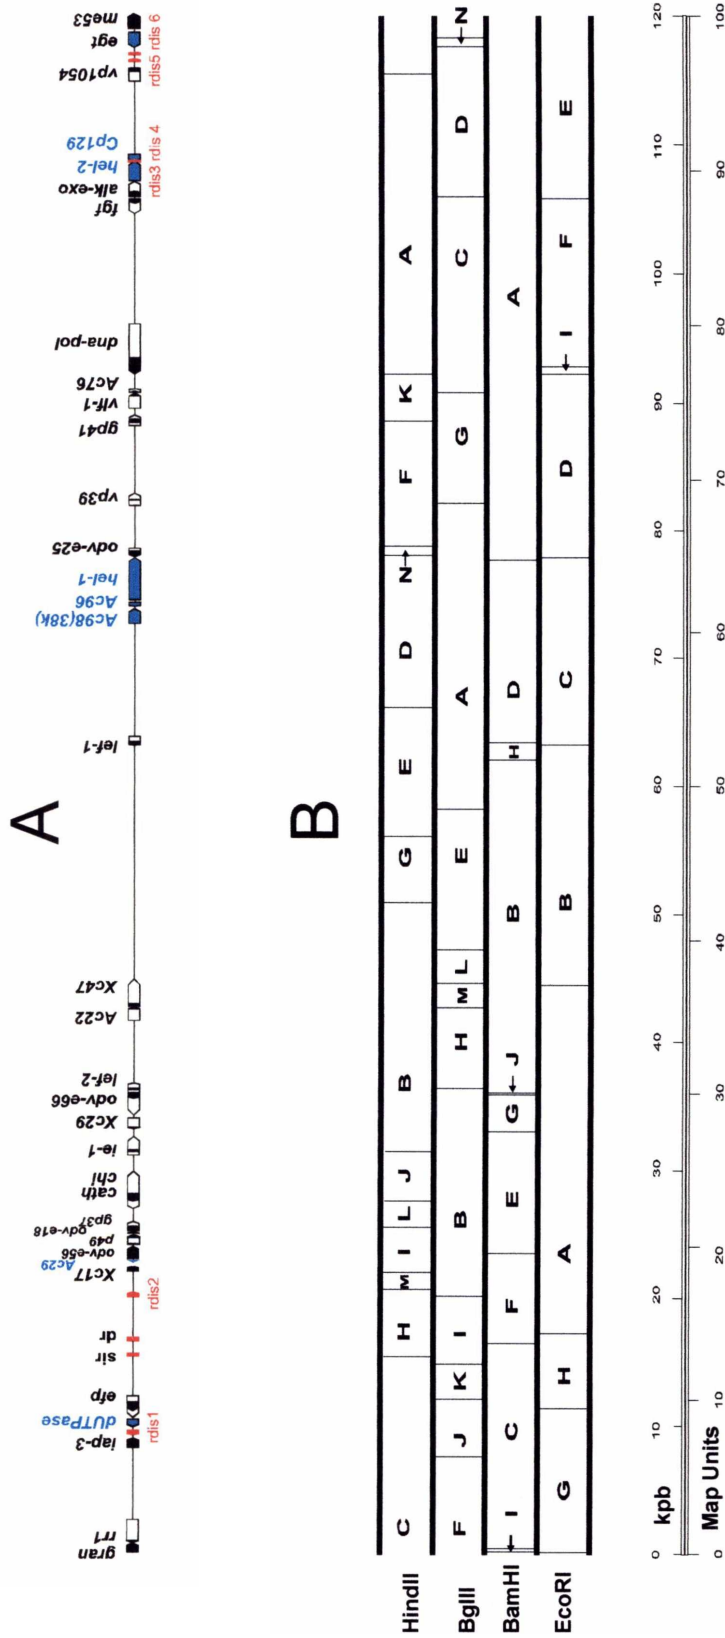 A
gran
rr1
iap-3
rdis1
dUTPase
efp
sir
dr
rdis2
Xc17
Ac29
odv-e56
p49
odv-e18
gp37
cath
chi
ie-1
Xc29
odv-e66
lef-2
Ac22
Xc47
lef-1
Ac98(38k)
Ac96
hel-1
odv-e25
vp39
gp41
vlf-1
Ac76
dna-pol
fgf
alk-exo
hel-2
Cp129
rdis3 rdis 4
vp1054
rdis5 rdis 6
egt
me53
B
HindII C H M I L J B G E D N F K A
BglII F J K I B H M L E A G C D N
BamHI I C F E G J B H D A
EcoRI G H A B C D I F E
kpb
0 10 20 30 40 50 60 70 80 90 100 110 120
Map Units
0 10 20 30 40 50 60 70 80 90 100